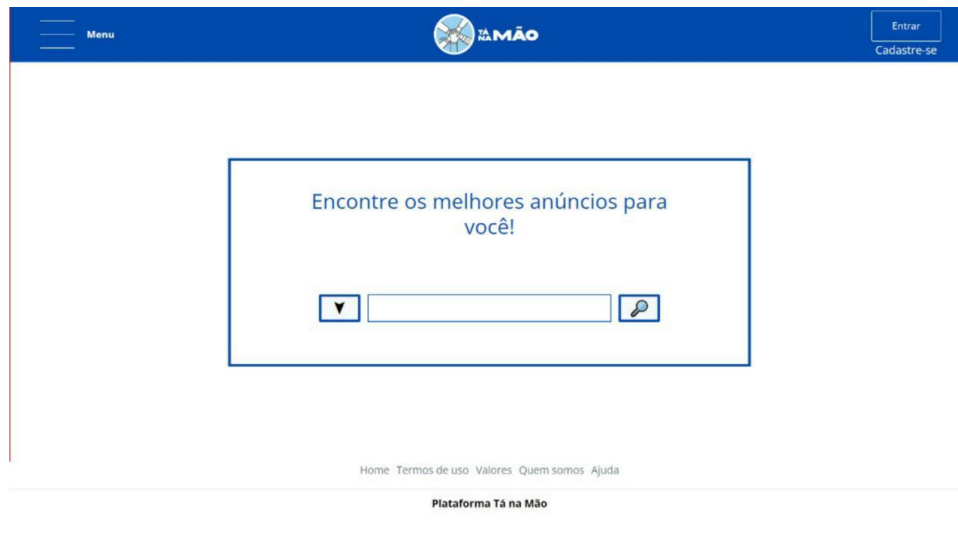 Menu
TÁ NA MÃO
Entrar
Cadastre-se
Encontre os melhores anúncios para
você!
Home Termos de uso Valores Quem somos Ajuda
Plataforma Tá na Mão